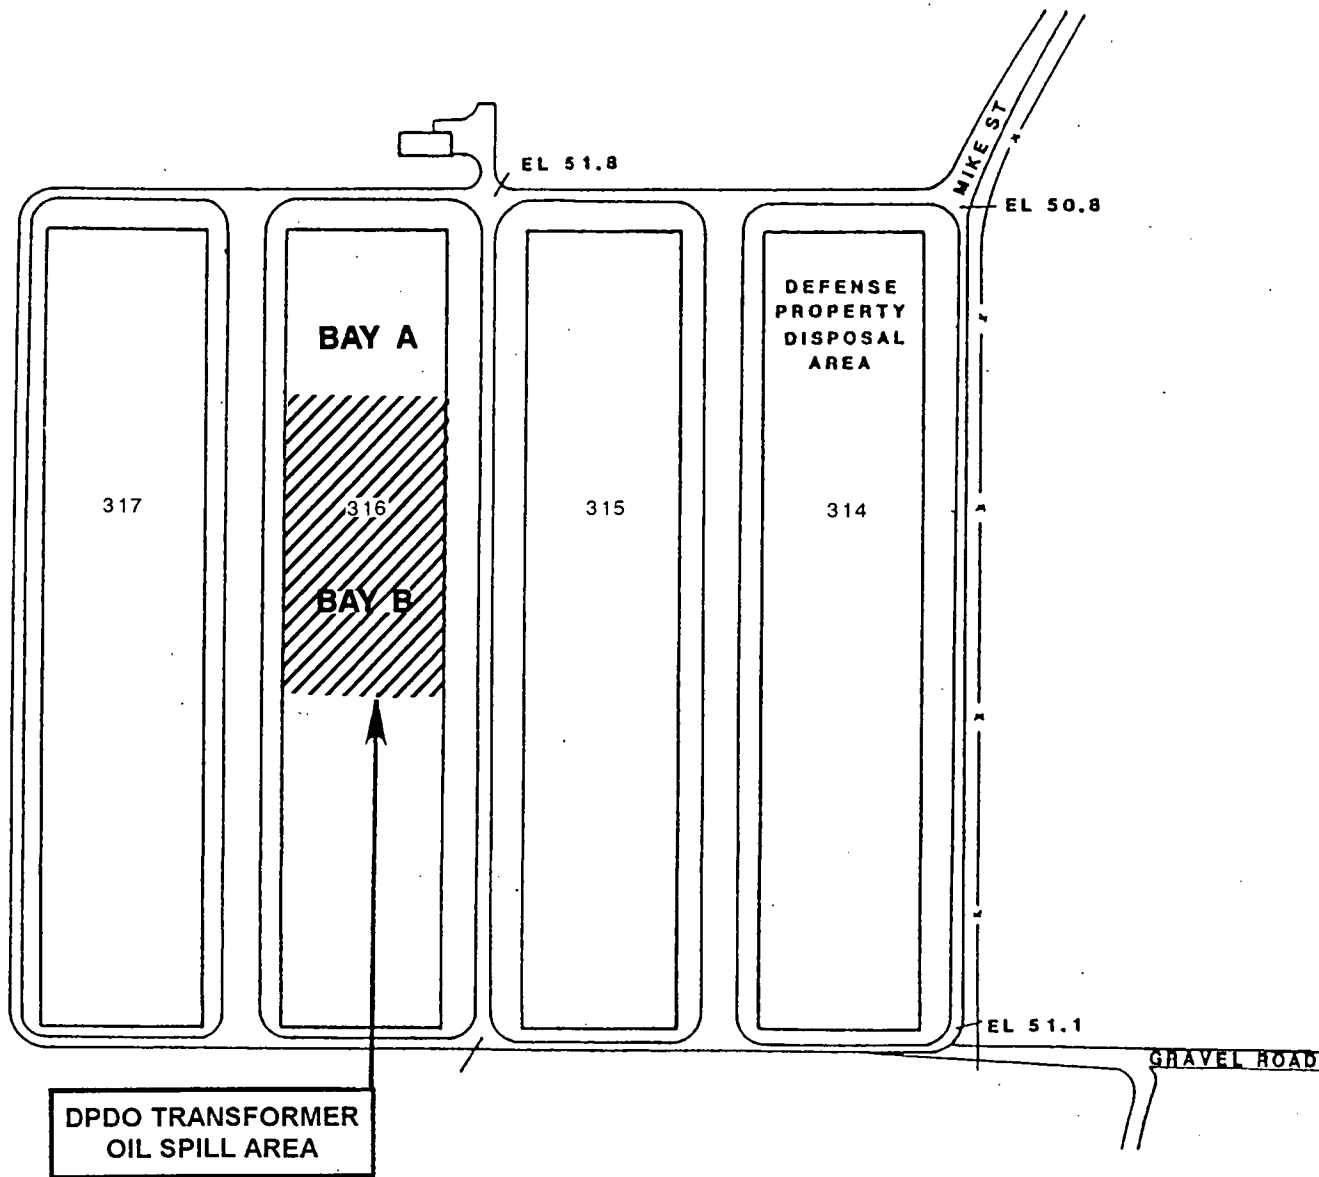 MIKE ST
EL 51.8
EL 50.8
DEFENSE
PROPERTY
DISPOSAL
AREA
BAY A
317
316
315
314
BAY B
EL 51.1
GRAVEL ROAD
DPDO TRANSFORMER
OIL SPILL AREA